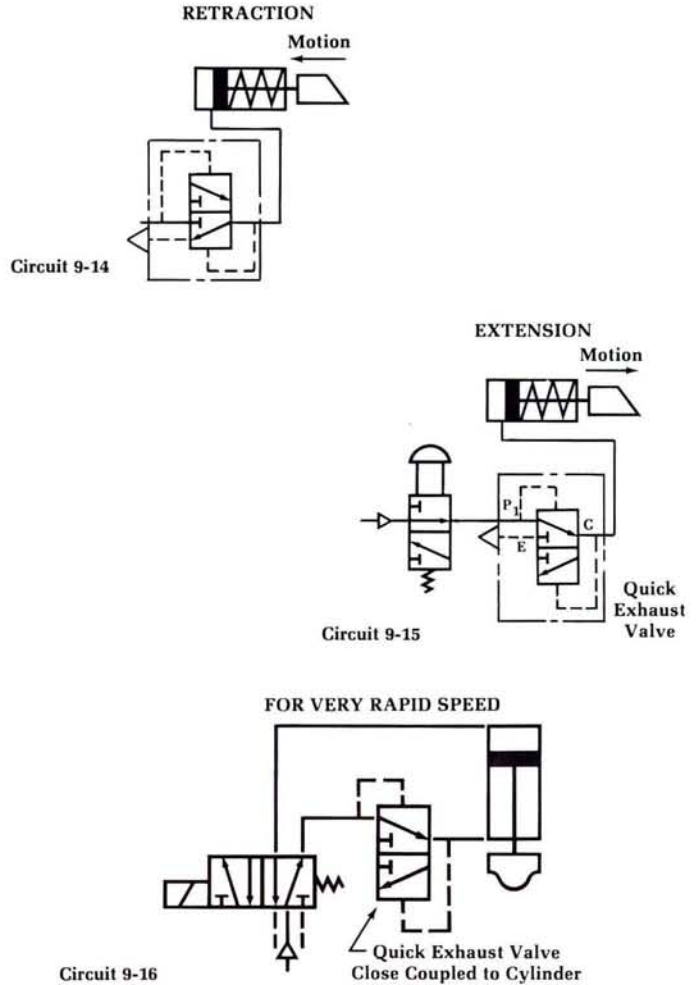 RETRACTION
Motion
Circuit 9-14
EXTENSION
Motion
P1
C
E
Quick
Exhaust
Valve
Circuit 9-15
FOR VERY RAPID SPEED
Quick Exhaust Valve
Close Coupled to Cylinder
Circuit 9-16